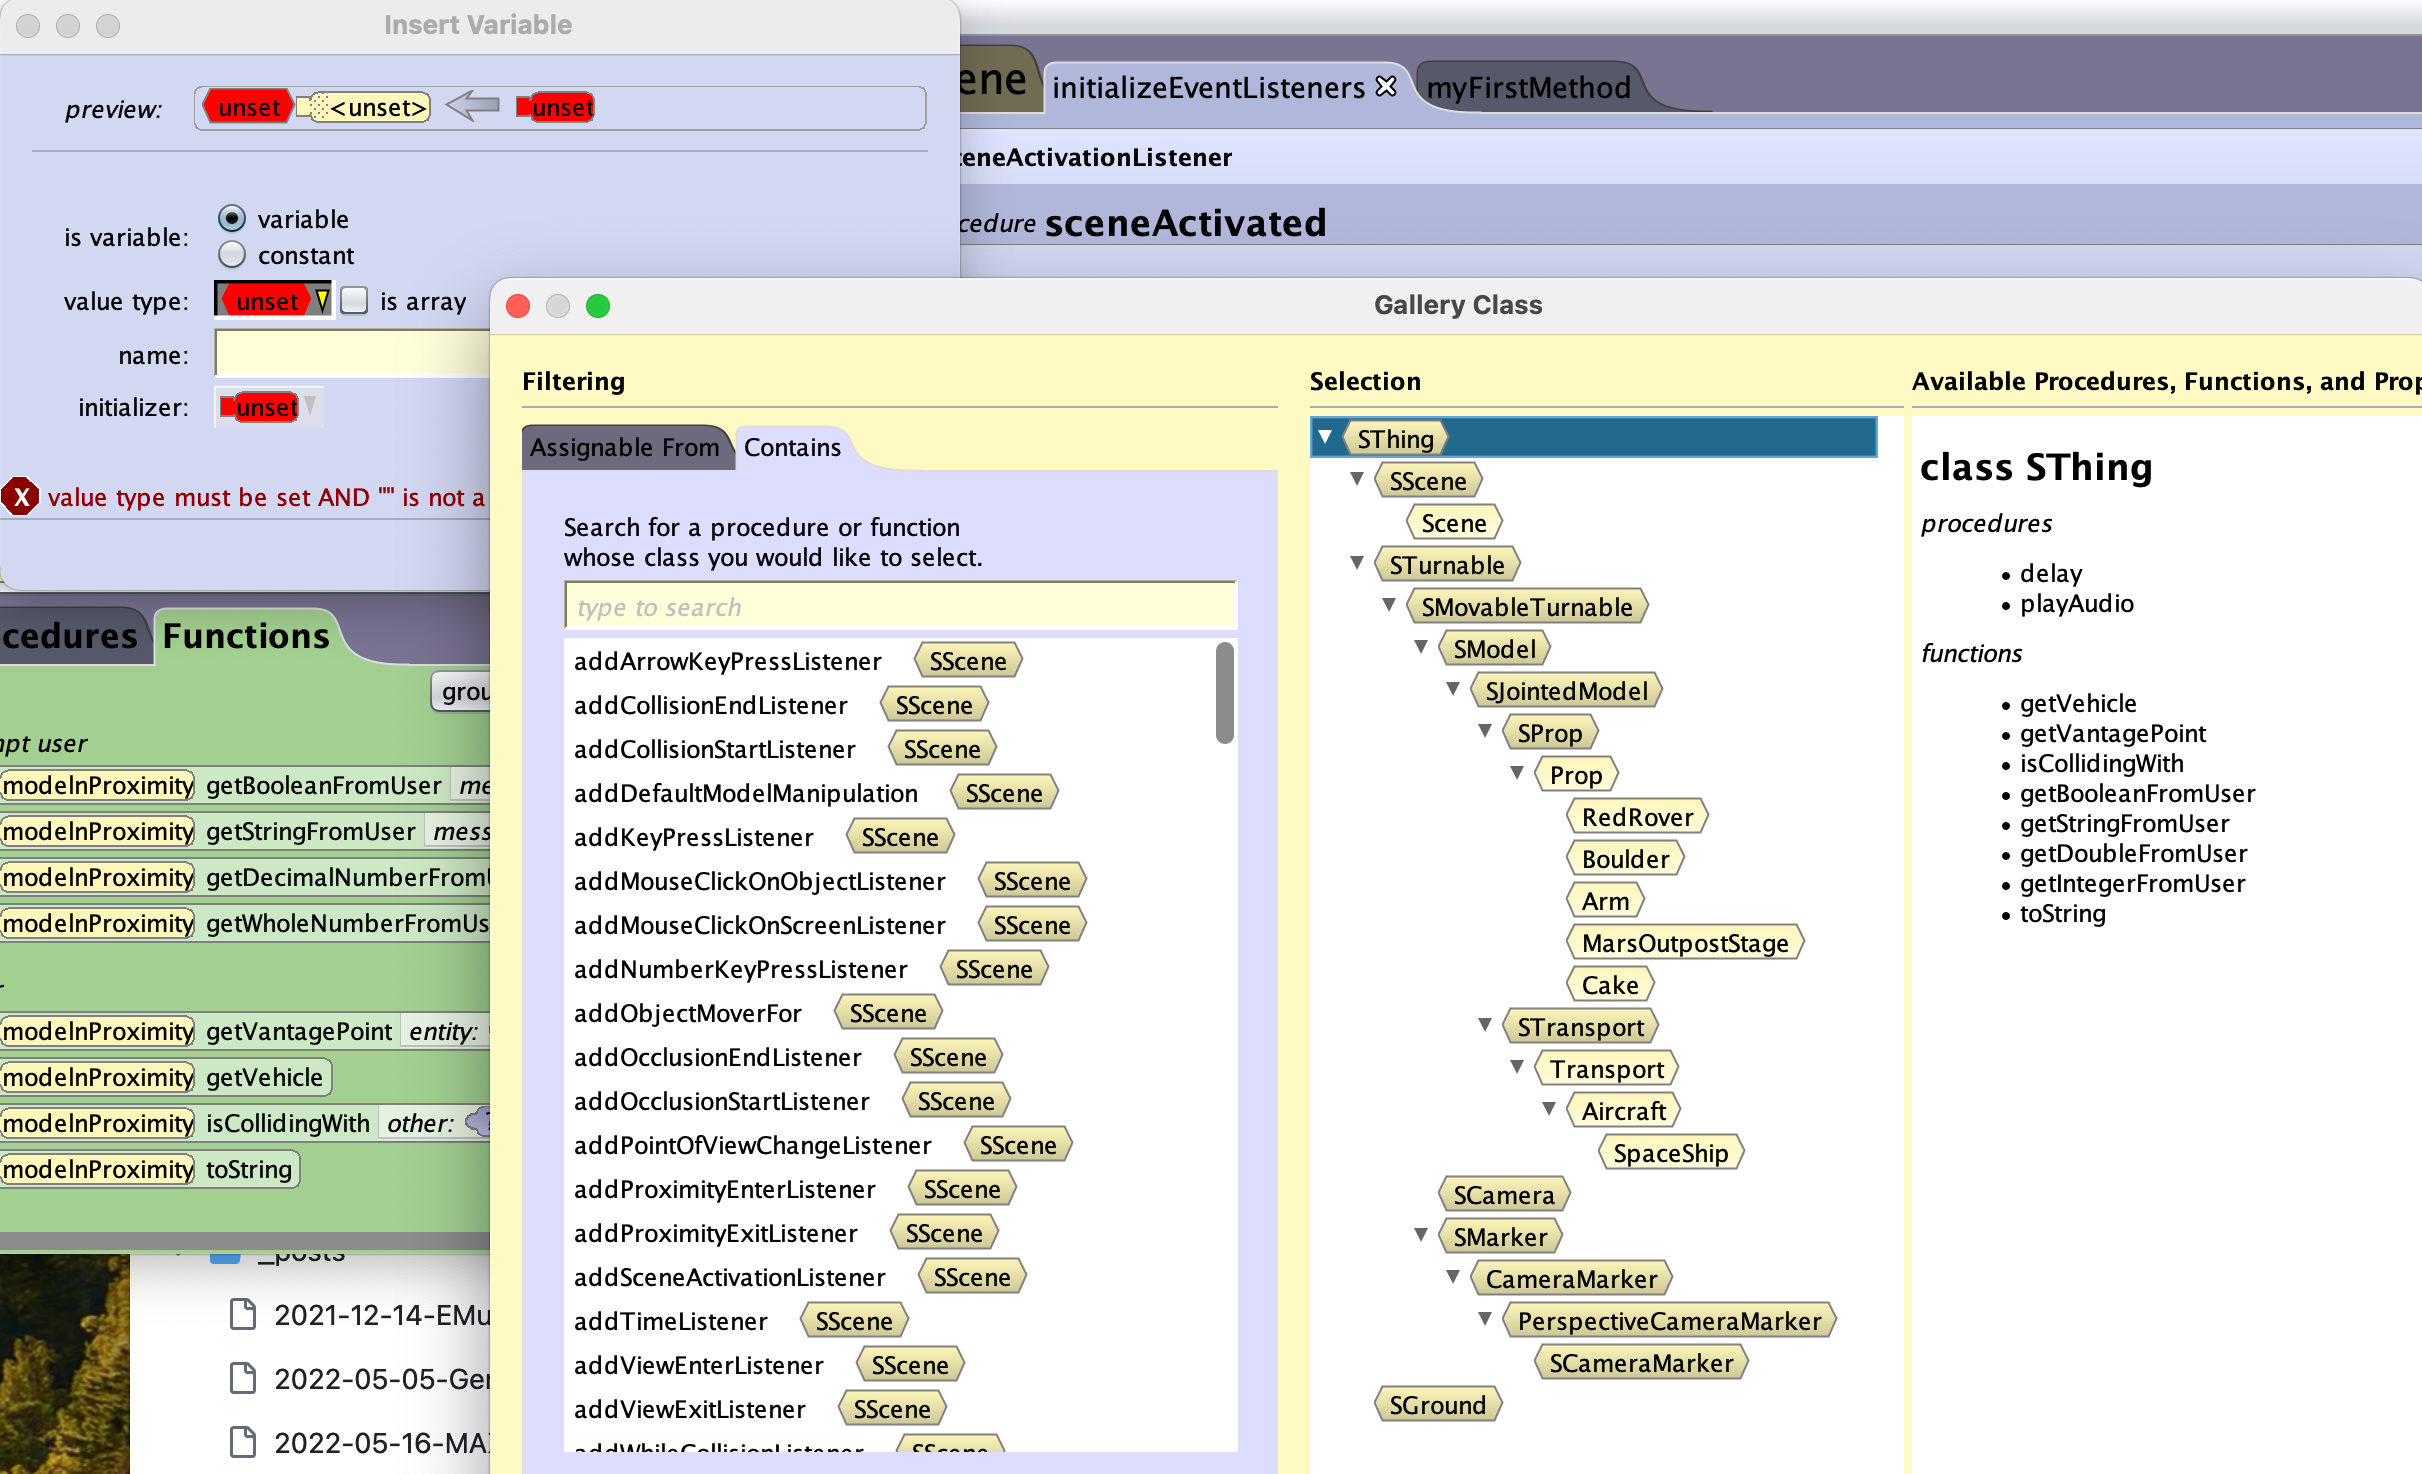 Insert Variable
preview: unset <unset> unset
is variable: variable
constant
value type: unset is array
name:
initializer: unset
X value type must be set AND "" is not a
ene
initializeEventListeners
myFirstMethod
ceneActivationListener
cedure sceneActivated
cedures
Functions
grou
mpt user
modelnProximity getBooleanFromUser me
modelnProximity getStringFromUser mess
modelnProximity getDecimalNumberFromU
modelnProximity getWholeNumberFromUs
r
modelnProximity getVantagePoint entity:
modelnProximity getVehicle
modelnProximity isCollidingWith other:
modelnProximity toString
_posts
2021-12-14-EMu
2022-05-05-Ger
2022-05-16-MAX
Gallery Class
Filtering
Assignable From
Contains
Search for a procedure or function
whose class you would like to select.
type to search
addArrowKeyPressListener SScene
addCollisionEndListener SScene
addCollisionStartListener SScene
addDefaultModelManipulation SScene
addKeyPressListener SScene
addMouseClickOnObjectListener SScene
addMouseClickOnScreenListener SScene
addNumberKeyPressListener SScene
addObjectMoverFor SScene
addOcclusionEndListener SScene
addOcclusionStartListener SScene
addPointOfViewChangeListener SScene
addProximityEnterListener SScene
addProximityExitListener SScene
addSceneActivationListener SScene
addTimeListener SScene
addViewEnterListener SScene
addViewExitListener SScene
addWhileCollisionListener SScene
Selection
SThing
SScene
Scene
STurnable
SMovableTurnable
SModel
SJointedModel
SProp
Prop
RedRover
Boulder
Arm
MarsOutpostStage
Cake
STransport
Transport
Aircraft
SpaceShip
SCamera
SMarker
CameraMarker
PerspectiveCameraMarker
SCameraMarker
SGround
Available Procedures, Functions, and Prop
class SThing
procedures
• delay
• playAudio
functions
• getVehicle
• getVantagePoint
• isCollidingWith
• getBooleanFromUser
• getStringFromUser
• getDoubleFromUser
• getIntegerFromUser
• toString